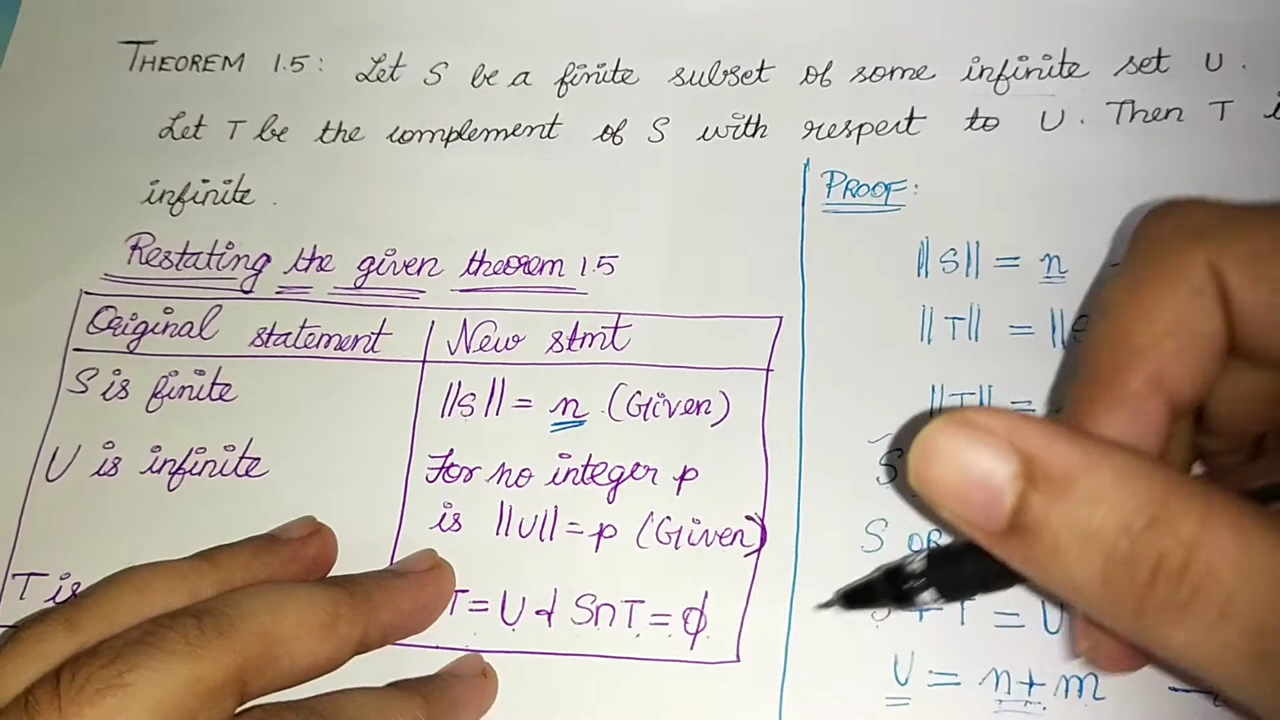 THEOREM 1.5: Let S be a finite subset of some infinite set U.
Let T be the complement of S with respect to U. Then T
infinite.
Restating the given theorem 1.5
Original statement
New stmt
S is finite
||S|| = n (Given)
U is infinite
For no integer p
is ||U|| = p (Given)
T is
T = U & S∩T = ϕ
PROOF:
||S|| = n
||T|| = ||
||T|| =
S
S OR
S + T = U
U = n+m